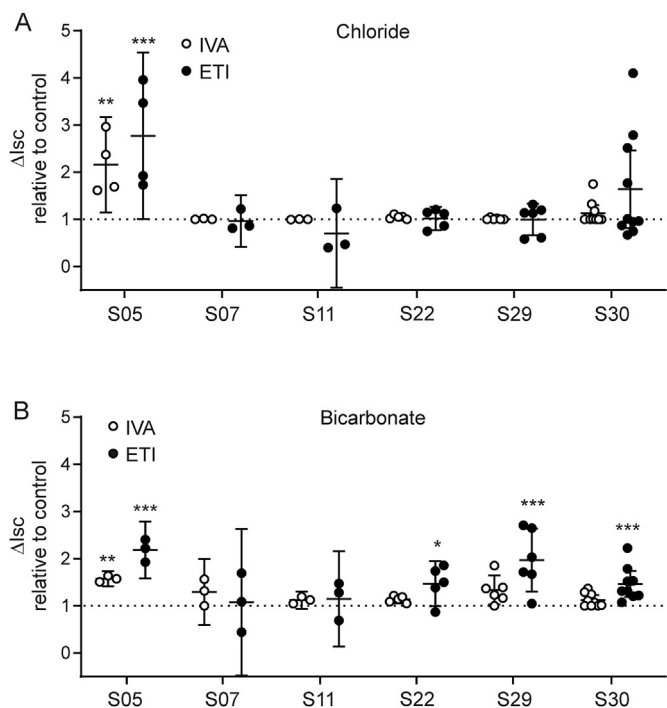 A
Chloride
IVA
ETI
ΔIsc
relative to control
5
4
3
2
1
0
**
***
S05 S07 S11 S22 S29 S30
B
Bicarbonate
IVA
ETI
ΔIsc
relative to control
5
4
3
2
1
0
**
***
*
***
***
S05 S07 S11 S22 S29 S30